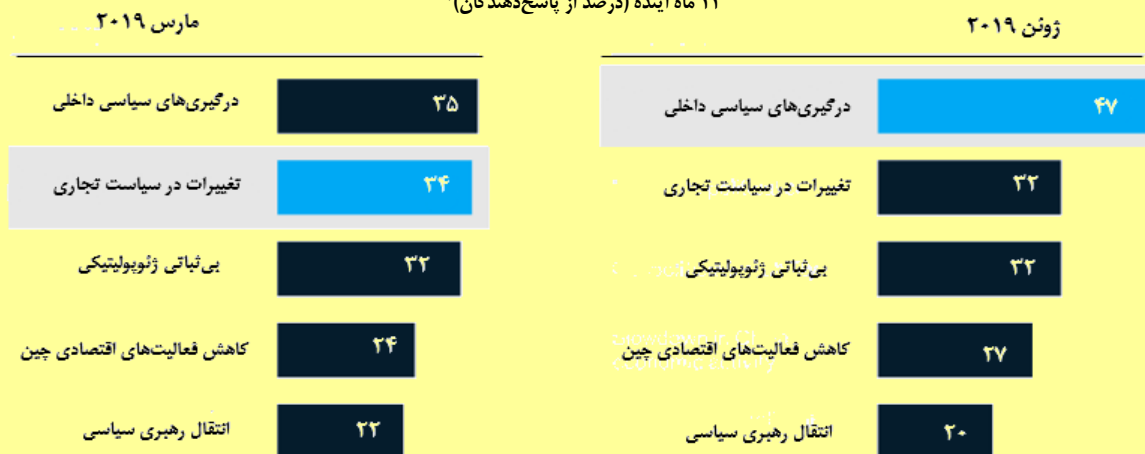 ماه آینده (درصد از پاسخ‌دهندگان)
ژوئن ۲۰۱۹
درگیری‌های سیاسی داخلی ۴۷
تغییرات در سیاست تجاری ۳۲
بی‌ثباتی ژئوپولیتیکی ۳۲
کاهش فعالیت‌های اقتصادی چین ۲۷
انتقال رهبری سیاسی ۲۰
مارس ۲۰۱۹
درگیری‌های سیاسی داخلی ۳۵
تغییرات در سیاست تجاری ۳۴
بی‌ثباتی ژئوپولیتیکی ۳۲
کاهش فعالیت‌های اقتصادی چین ۲۴
انتقال رهبری سیاسی ۲۲